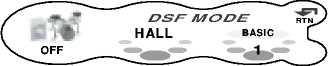 DSF MODE
RTN
HALL
BASIC
OFF
1